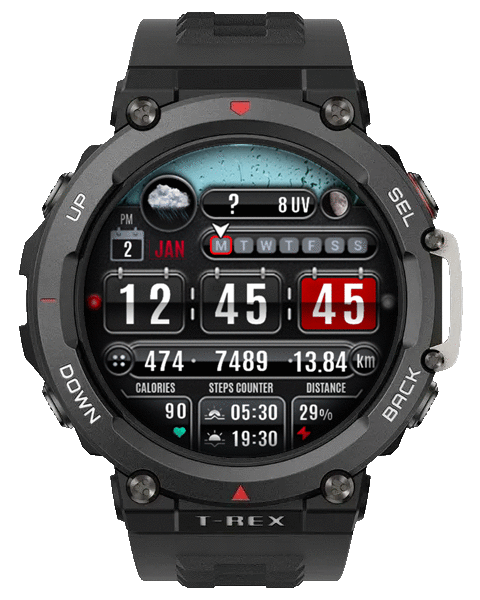 UP
SEL
? 8 UV
PM
2 JAN
M T W T F S S
12 : 45 : 45
474 · 7489 · 13.84 km
CALORIES STEPS COUNTER DISTANCE
90 05:30 29%
19:30
DOWN
BACK
T-REX